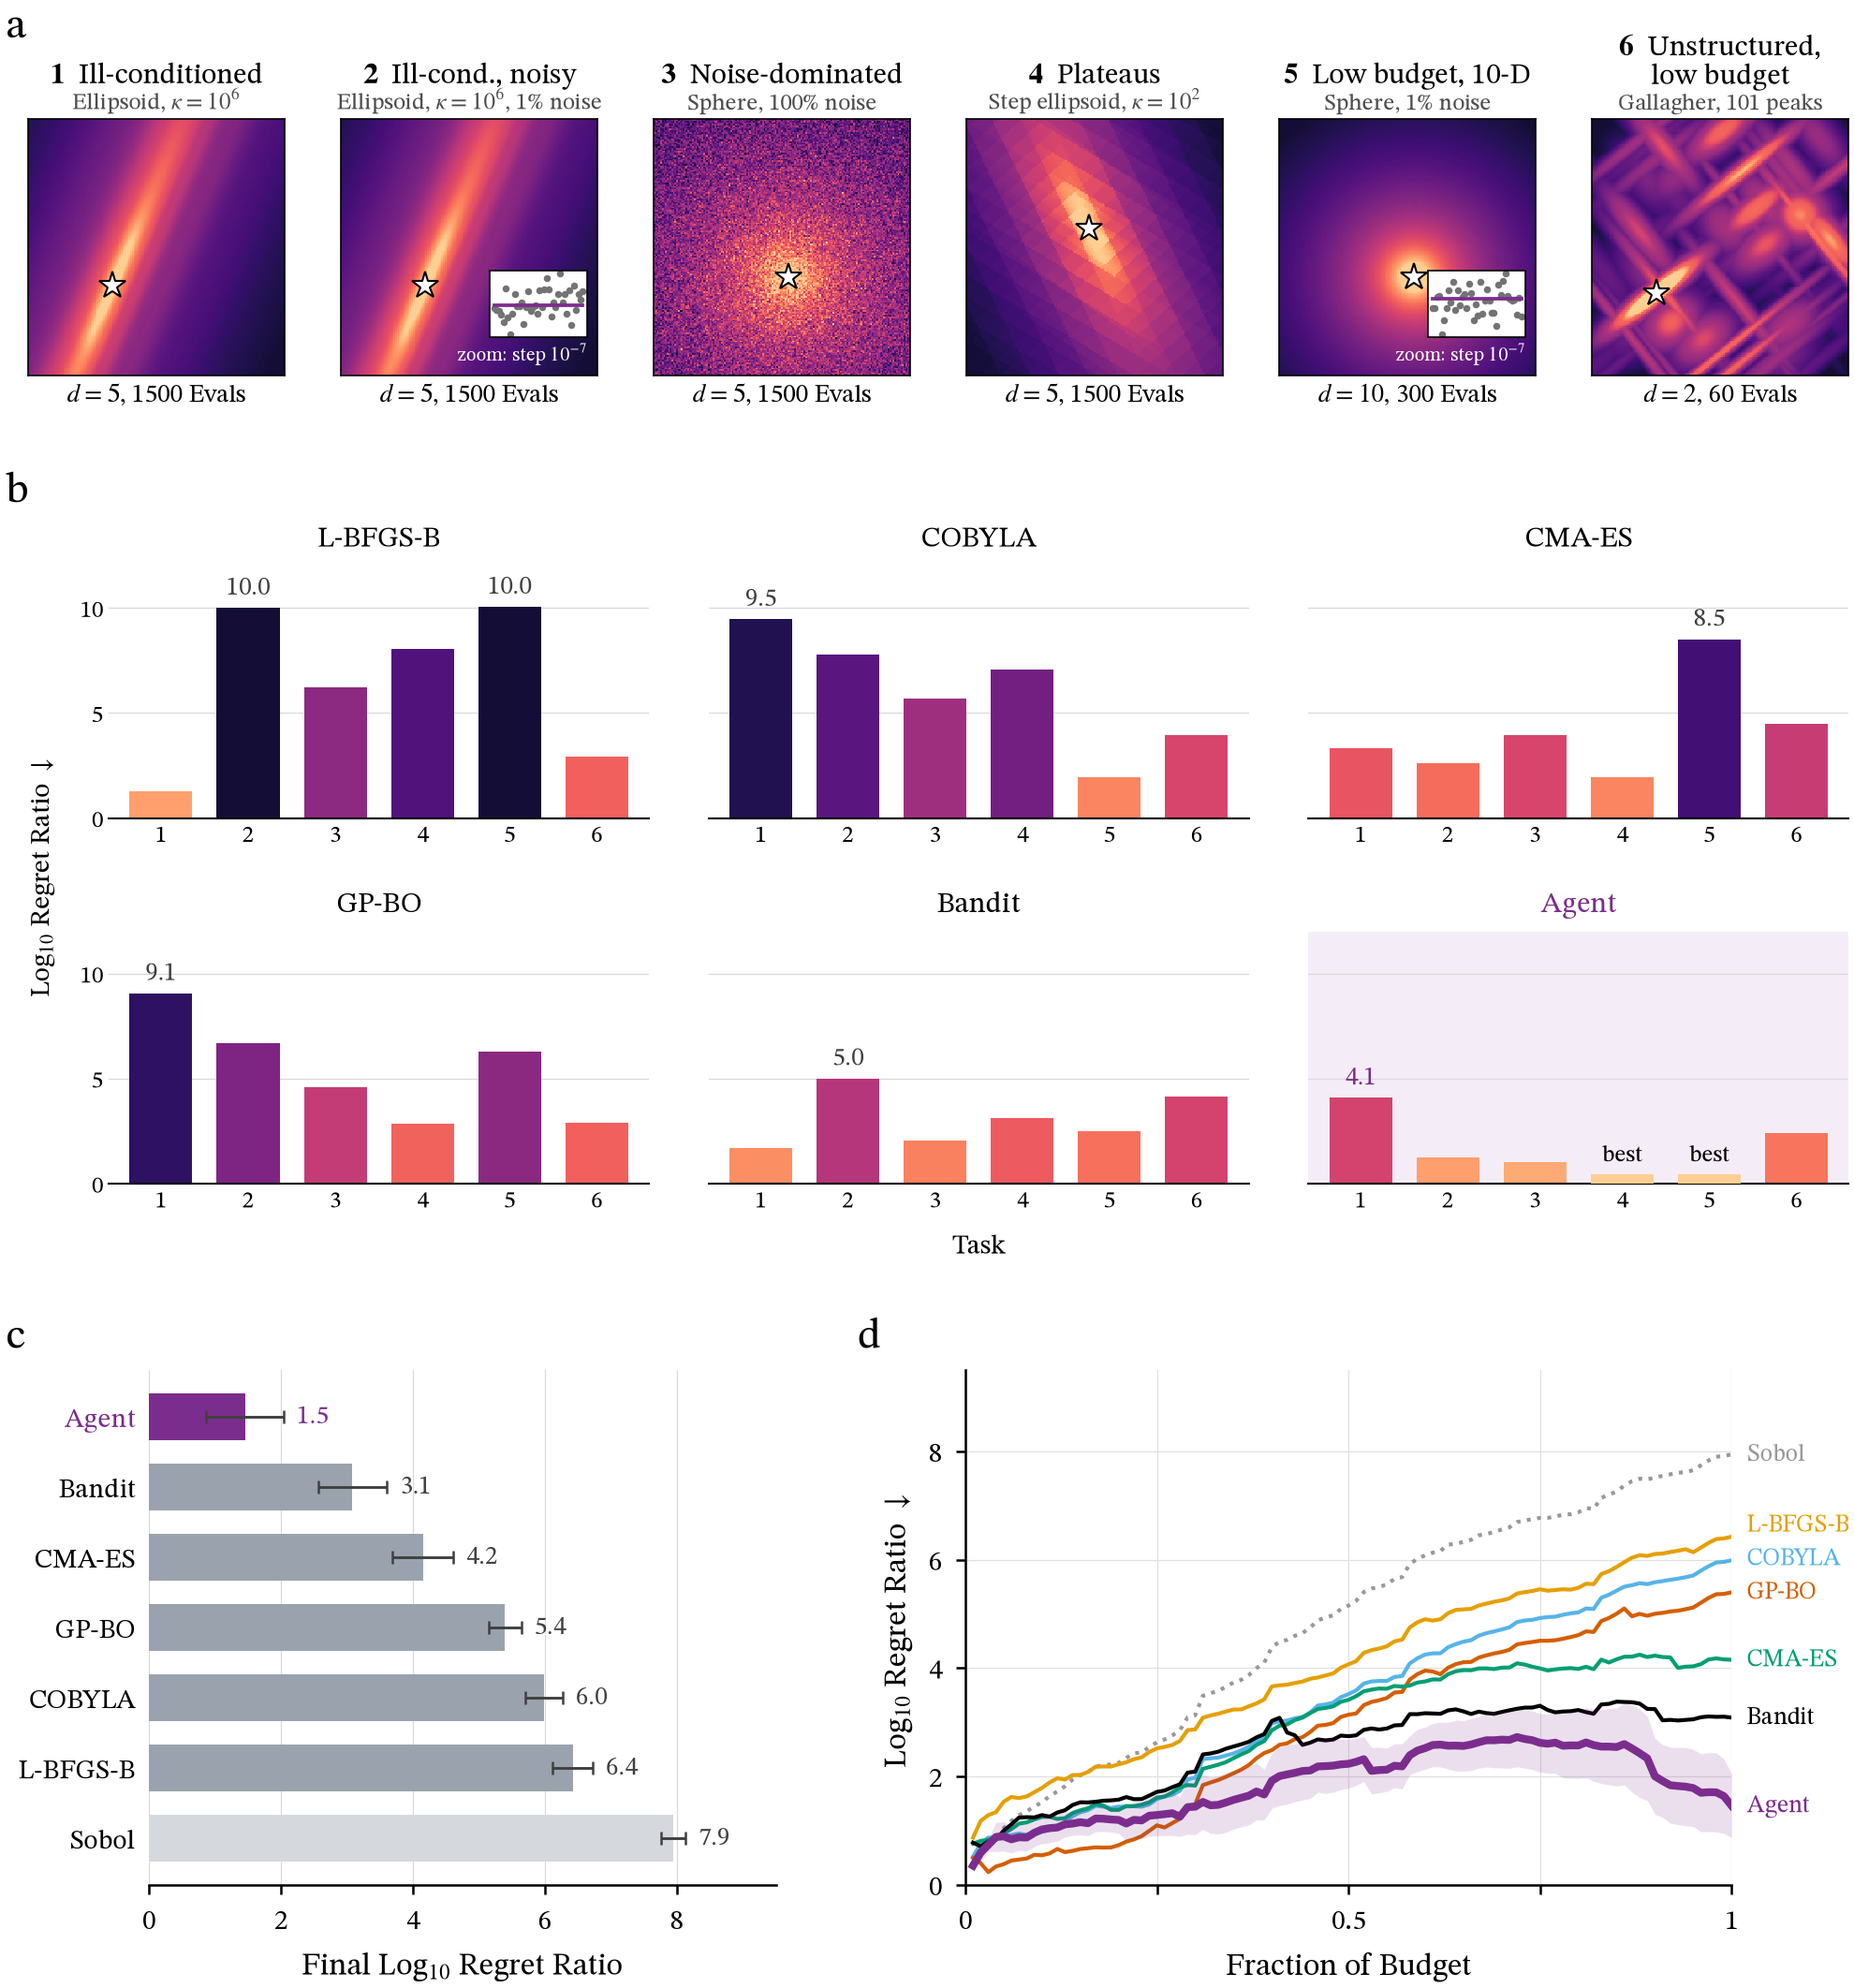 a
1 Ill-conditioned
Ellipsoid, κ = 10⁶
d = 5, 1500 Evals
2 Ill-cond., noisy
Ellipsoid, κ = 10⁶, 1% noise
zoom: step 10⁻⁷
d = 5, 1500 Evals
3 Noise-dominated
Sphere, 100% noise
d = 5, 1500 Evals
4 Plateaus
Step ellipsoid, κ = 10²
d = 5, 1500 Evals
5 Low budget, 10-D
Sphere, 1% noise
zoom: step 10⁻⁷
d = 10, 300 Evals
6 Unstructured,
low budget
Gallagher, 101 peaks
d = 2, 60 Evals
b
Log₁₀ Regret Ratio ↓
L-BFGS-B
10.0 10.0
10
5
0
1 2 3 4 5 6
COBYLA
9.5
1 2 3 4 5 6
CMA-ES
8.5
1 2 3 4 5 6
GP-BO
9.1
10
5
0
1 2 3 4 5 6
Bandit
5.0
1 2 3 4 5 6
Agent
4.1
best best
1 2 3 4 5 6
Task
c
Agent 1.5
Bandit 3.1
CMA-ES 4.2
GP-BO 5.4
COBYLA 6.0
L-BFGS-B 6.4
Sobol 7.9
0 2 4 6 8
Final Log₁₀ Regret Ratio
d
Log₁₀ Regret Ratio ↓
8
6
4
2
0
Sobol
L-BFGS-B
COBYLA
GP-BO
CMA-ES
Bandit
Agent
0 0.5 1
Fraction of Budget